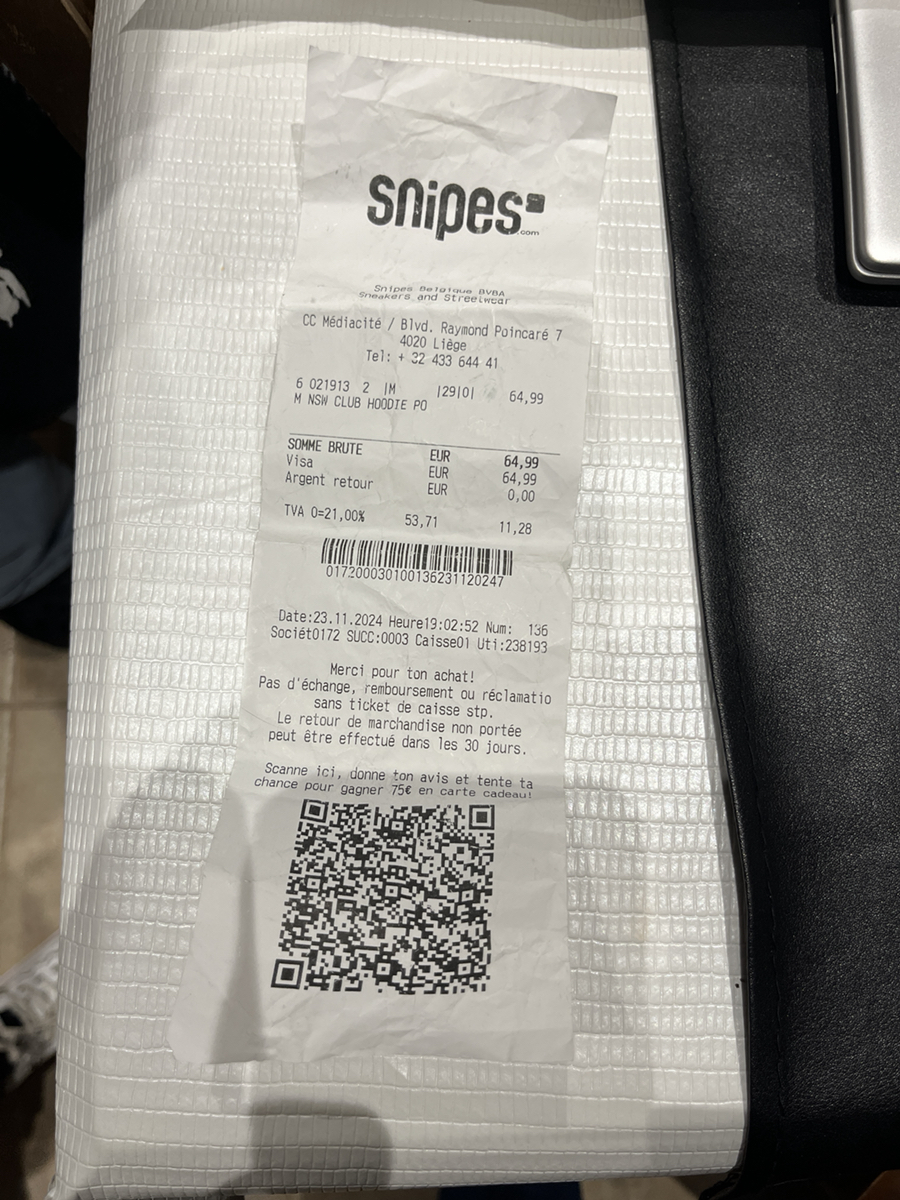 snipes
.com
Snipes Belgique BVBA
Sneakers and Streetwear
CC Médiacité / Blvd. Raymond Poincaré 7
4020 Liège
Tel: + 32 433 644 41
6 021913 2 |M |29|0| 64,99
M NSW CLUB HOODIE PO
SOMME BRUTE EUR 64,99
Visa EUR 64,99
Argent retour EUR 0,00
TVA 0=21,00% 53,71 11,28
017200030100136231120247
Date:23.11.2024 Heure19:02:52 Num: 136
Sociét0172 SUCC:0003 Caisse01 Uti:238193
Merci pour ton achat!
Pas d'échange, remboursement ou réclamatio
sans ticket de caisse stp.
Le retour de marchandise non portée
peut être effectué dans les 30 jours.
Scanne ici, donne ton avis et tente ta
chance pour gagner 75€ en carte cadeau!